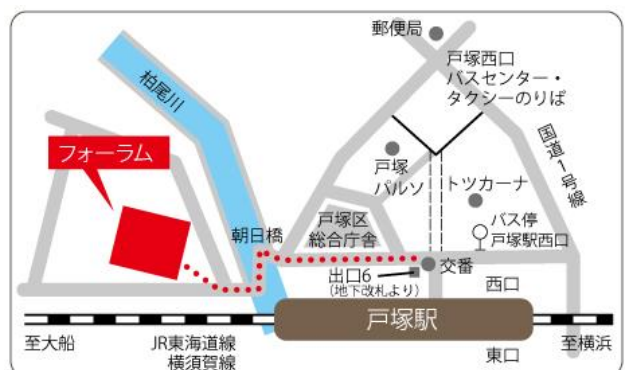 郵便局
戸塚西口
バスセンター・
タクシーのりば
柏尾川
国道1号線
フォーラム
戸塚
パルソ
トツカーナ
バス停
戸塚駅西口
戸塚区
総合庁舎
朝日橋
交番
出口6
(地下改札より)
西口
戸塚駅
至大船
JR東海道線
横須賀線
東口
至横浜